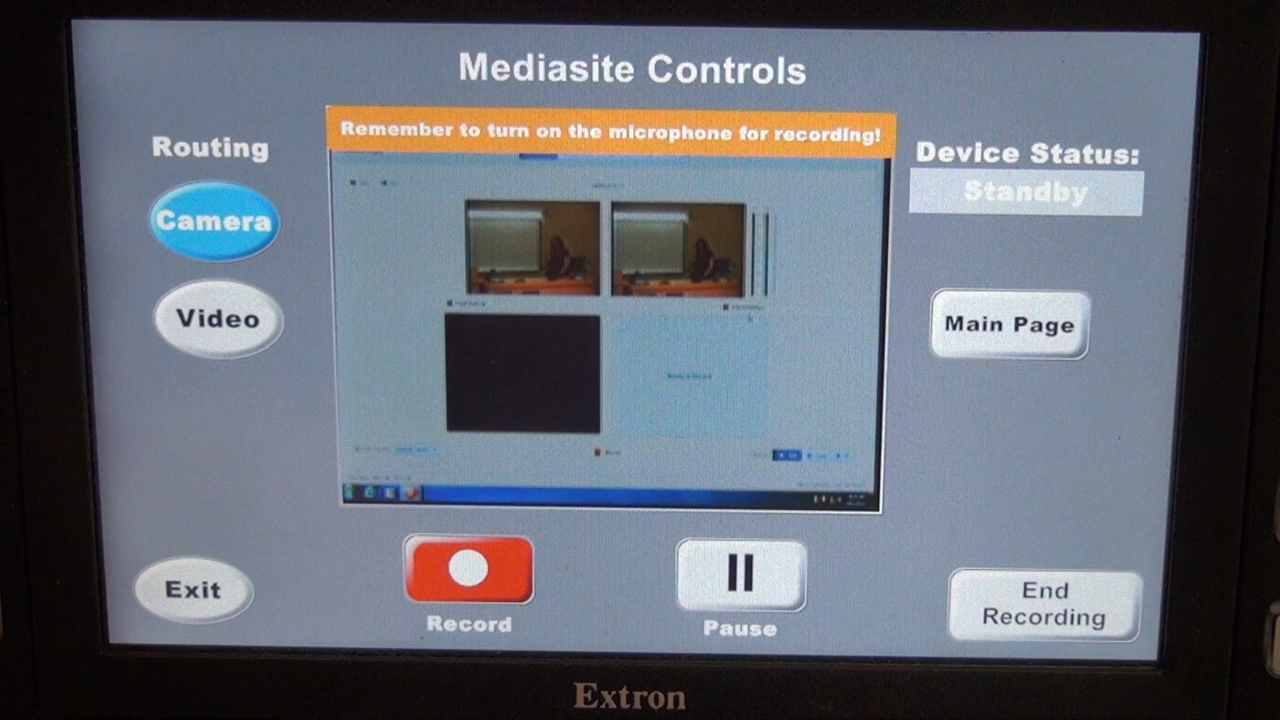 Mediasite Controls
Remember to turn on the microphone for recording!
Routing
Camera
Video
Device Status:
Standby
Main Page
Exit
Record
Pause
End
Recording
Extron